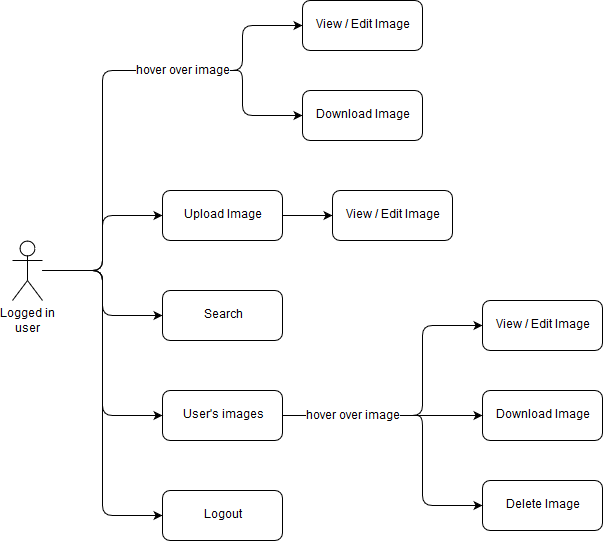 View / Edit Image
hover over image
Download Image
Upload Image
View / Edit Image
Logged in
user
Search
View / Edit Image
User's images
hover over image
Download Image
Logout
Delete Image